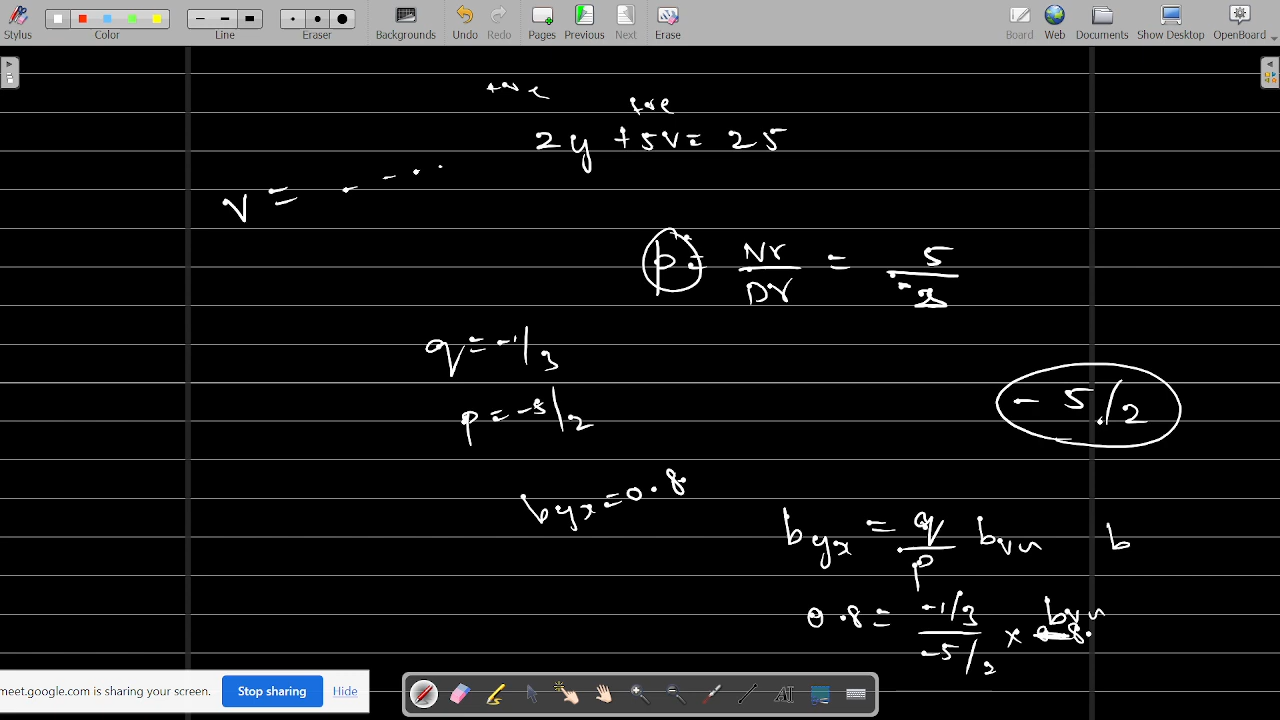 Stylus Color Line Eraser Backgrounds Undo Redo Pages Previous Next Erase Board Web Documents Show Desktop OpenBoard
+ve
+ve
2y + 5v = 25
v = - - . .
p = Nr/Dr = 5/-2
q = -1/3
- 5/2
p = -5/2
byx = 0.8
byx = q/p bvu b
0.8 = -1/3 / -5/2 × bvu
meet.google.com is sharing your screen. Stop sharing Hide